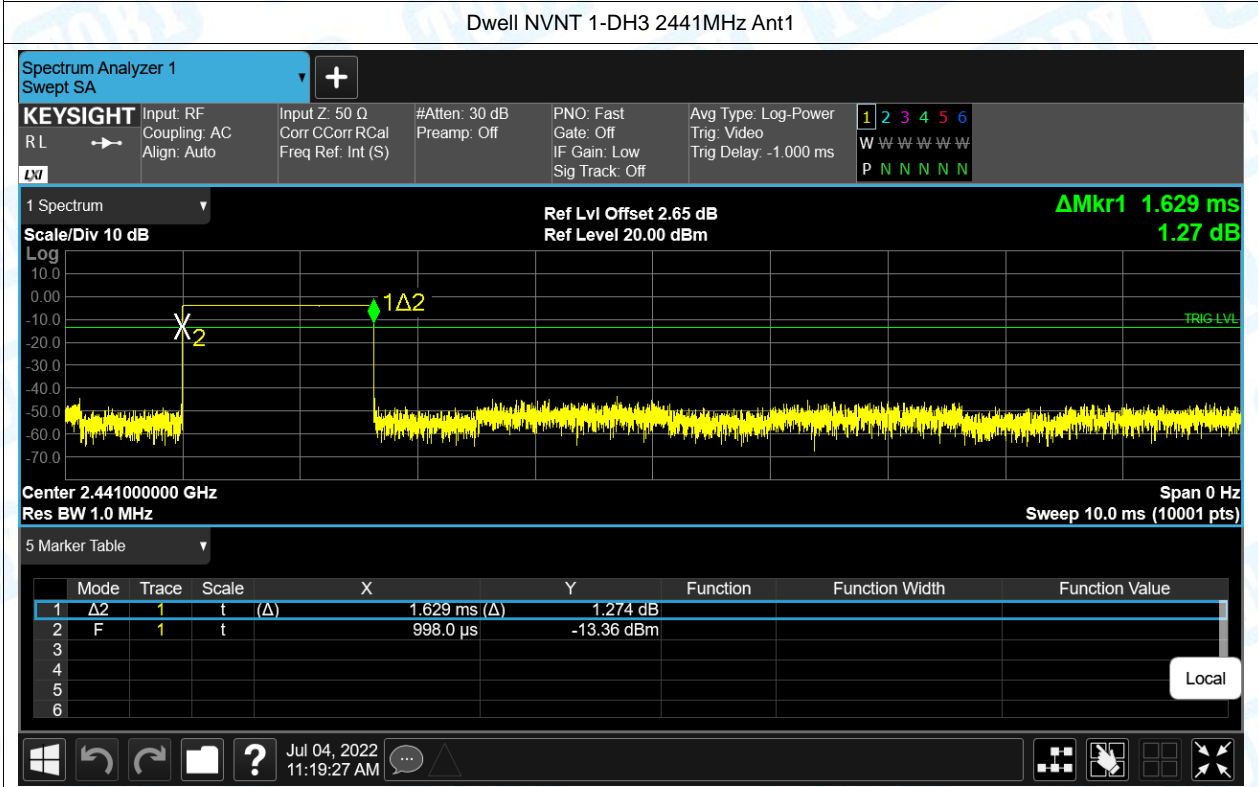 Dwell NVNT 1-DH3 2441MHz Ant1
Spectrum Analyzer 1
Swept SA
KEYSIGHT
RL
LXI
Input: RF
Coupling: AC
Align: Auto
Input Z: 50 Ω
Corr CCorr RCal
Freq Ref: Int (S)
#Atten: 30 dB
Preamp: Off
PNO: Fast
Gate: Off
IF Gain: Low
Sig Track: Off
Avg Type: Log-Power
Trig: Video
Trig Delay: -1.000 ms
1 2 3 4 5 6
W W W W W W
P N N N N N
1 Spectrum
Scale/Div 10 dB
Ref Lvl Offset 2.65 dB
Ref Level 20.00 dBm
ΔMkr1 1.629 ms
1.27 dB
Log
10.0
0.00
-10.0
-20.0
-30.0
-40.0
-50.0
-60.0
-70.0
1Δ2
2
TRIG LVL
Center 2.441000000 GHz
Res BW 1.0 MHz
Span 0 Hz
Sweep 10.0 ms (10001 pts)
5 Marker Table
Mode Trace Scale X Y Function Function Width Function Value
1 Δ2 1 t (Δ) 1.629 ms (Δ) 1.274 dB
2 F 1 t 998.0 µs -13.36 dBm
3
4
5
6
Local
?
Jul 04, 2022
11:19:27 AM